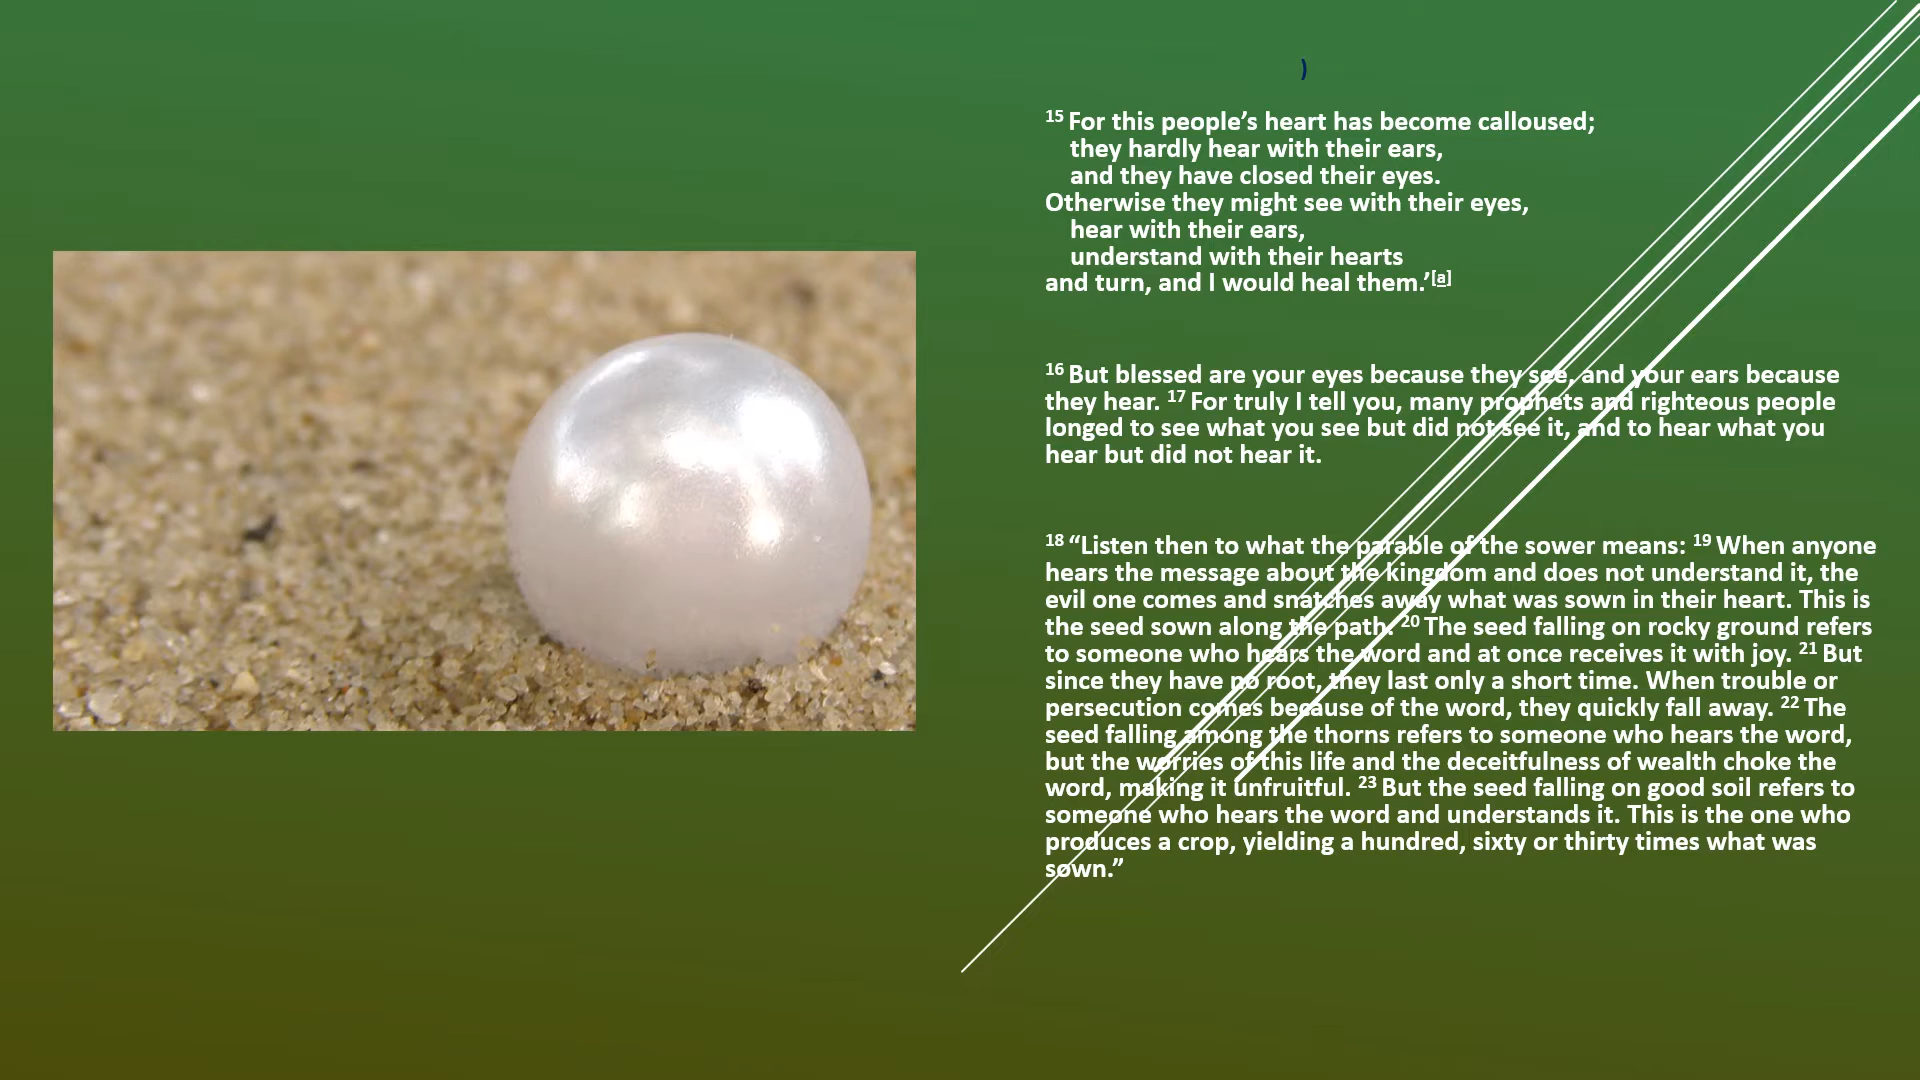 )
15 For this people’s heart has become calloused;
they hardly hear with their ears,
and they have closed their eyes.
Otherwise they might see with their eyes,
hear with their ears,
understand with their hearts
and turn, and I would heal them.’[a]
16 But blessed are your eyes because they see, and your ears because
they hear. 17 For truly I tell you, many prophets and righteous people
longed to see what you see but did not see it, and to hear what you
hear but did not hear it.
18 “Listen then to what the parable of the sower means: 19 When anyone
hears the message about the kingdom and does not understand it, the
evil one comes and snatches away what was sown in their heart. This is
the seed sown along the path. 20 The seed falling on rocky ground refers
to someone who hears the word and at once receives it with joy. 21 But
since they have no root, they last only a short time. When trouble or
persecution comes because of the word, they quickly fall away. 22 The
seed falling among the thorns refers to someone who hears the word,
but the worries of this life and the deceitfulness of wealth choke the
word, making it unfruitful. 23 But the seed falling on good soil refers to
someone who hears the word and understands it. This is the one who
produces a crop, yielding a hundred, sixty or thirty times what was
sown.”